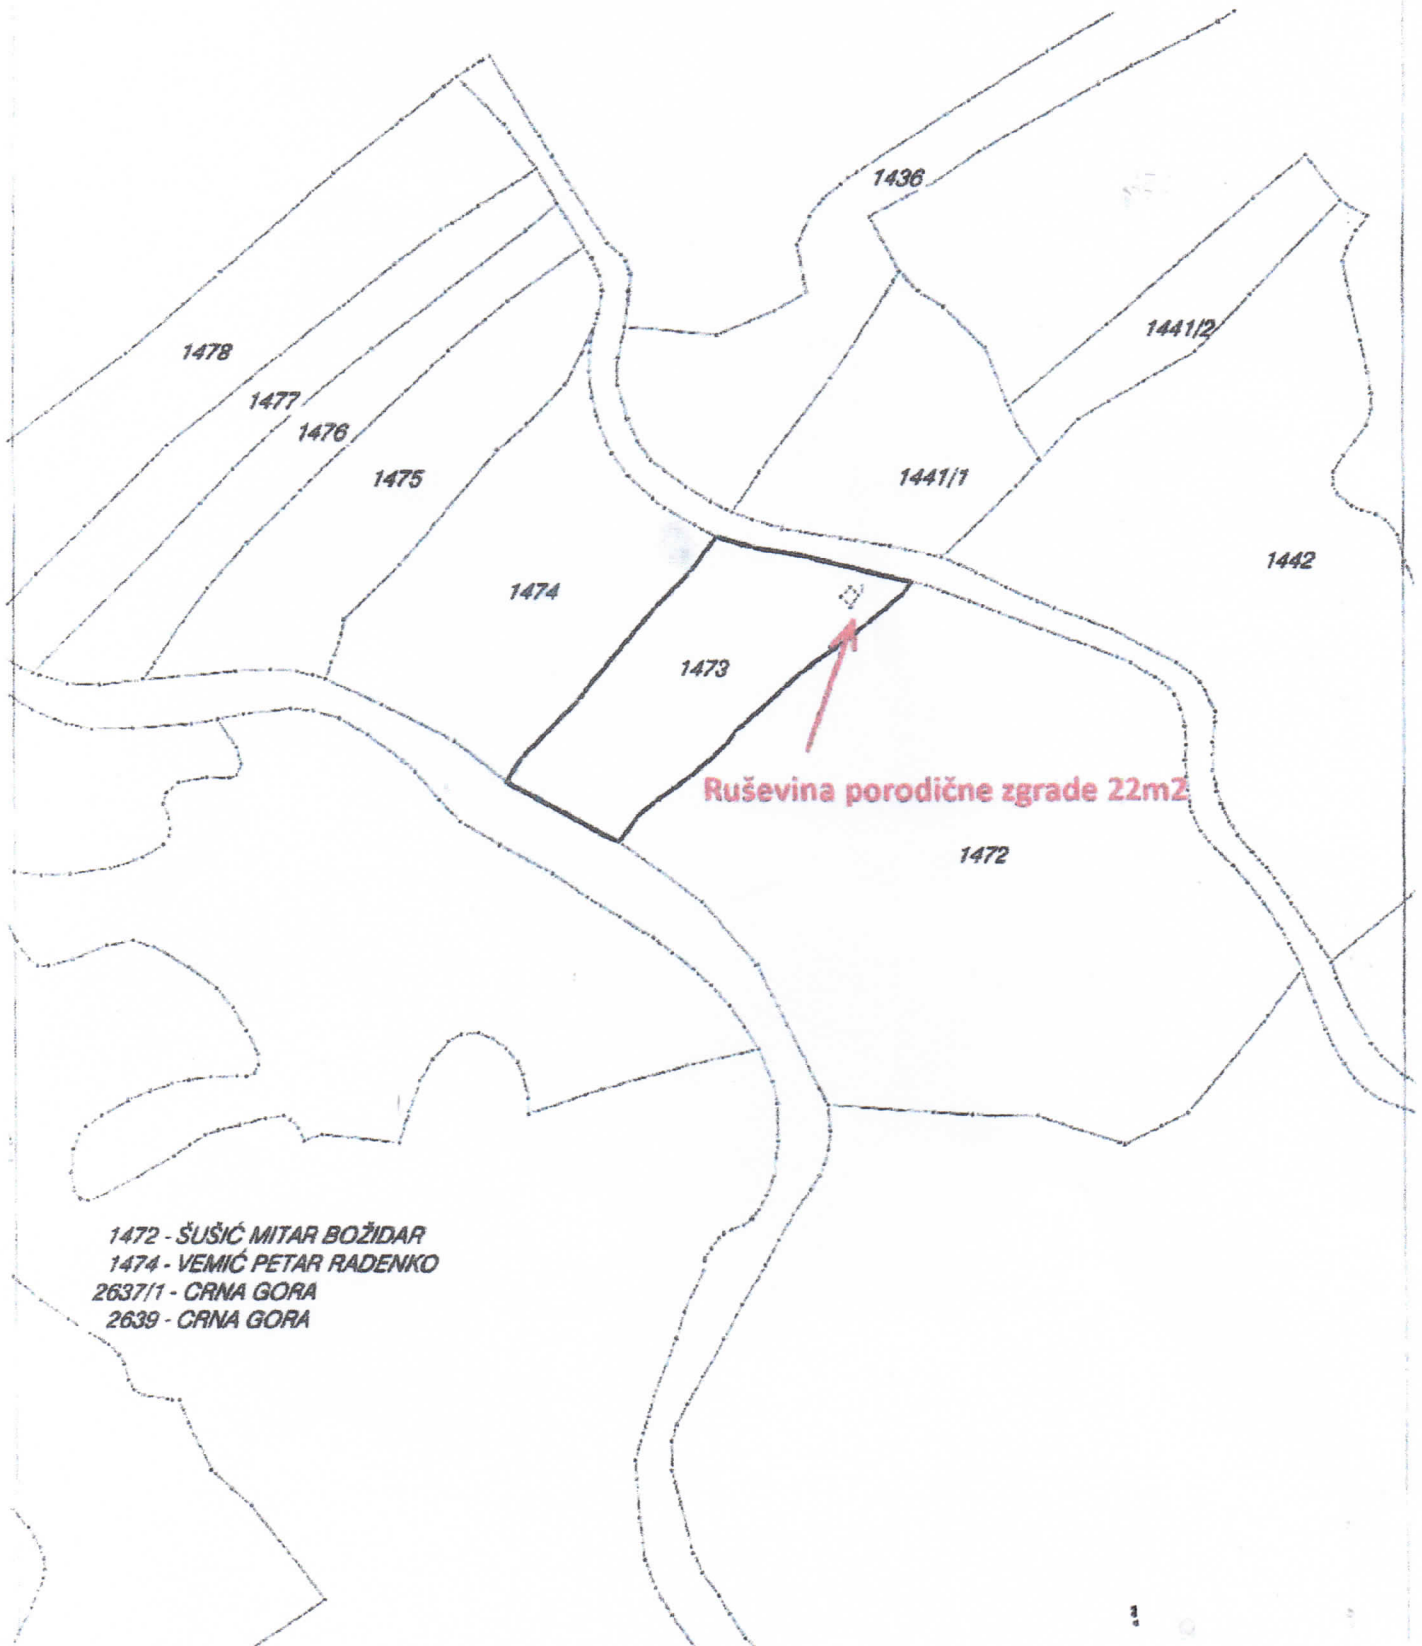 1436
1441/2
1478
1477
1476
1475
1441/1
1442
1474
1473
Ruševina porodične zgrade 22m2
1472
1472 - ŠUŠIĆ MITAR BOŽIDAR
1474 - VEMIĆ PETAR RADENKO
2637/1 - CRNA GORA
2639 - CRNA GORA